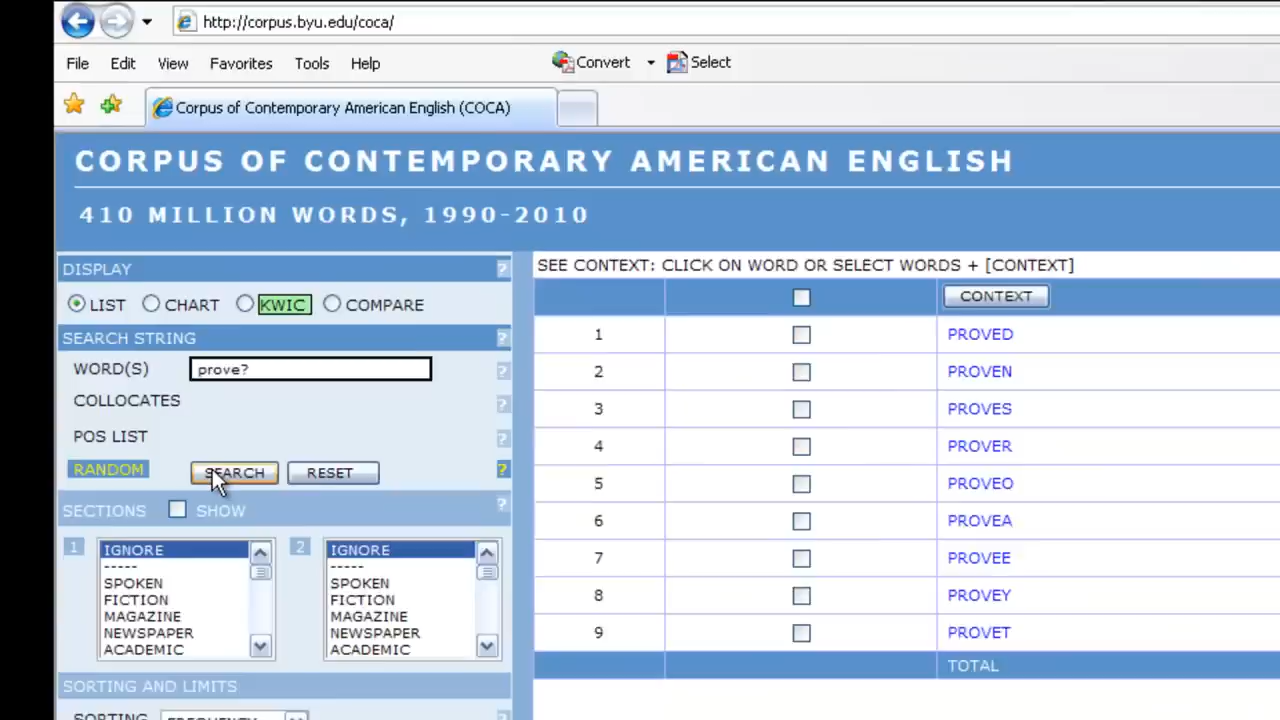 http://corpus.byu.edu/coca/
File Edit View Favorites Tools Help Convert Select
Corpus of Contemporary American English (COCA)
CORPUS OF CONTEMPORARY AMERICAN ENGLISH
410 MILLION WORDS, 1990-2010
DISPLAY ?
LIST CHART KWIC COMPARE
SEARCH STRING ?
WORD(S) prove? ?
COLLOCATES ?
POS LIST ?
RANDOM SEARCH RESET ?
SECTIONS SHOW ?
1 IGNORE 2 IGNORE
----- -----
SPOKEN SPOKEN
FICTION FICTION
MAGAZINE MAGAZINE
NEWSPAPER NEWSPAPER
ACADEMIC ACADEMIC
SORTING AND LIMITS
SORTING FREQUENCY ?
SEE CONTEXT: CLICK ON WORD OR SELECT WORDS + [CONTEXT]
CONTEXT
1 PROVED
2 PROVEN
3 PROVES
4 PROVER
5 PROVEO
6 PROVEA
7 PROVEE
8 PROVEY
9 PROVET
TOTAL